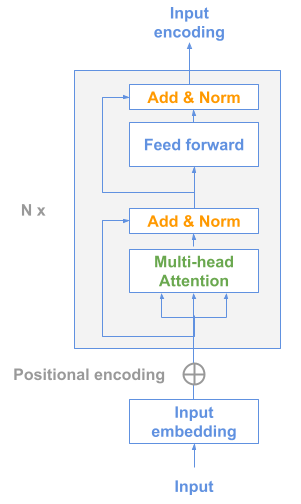 Input
encoding
Add & Norm
Feed forward
N x
Add & Norm
Multi-head
Attention
Positional encoding
Input
embedding
Input